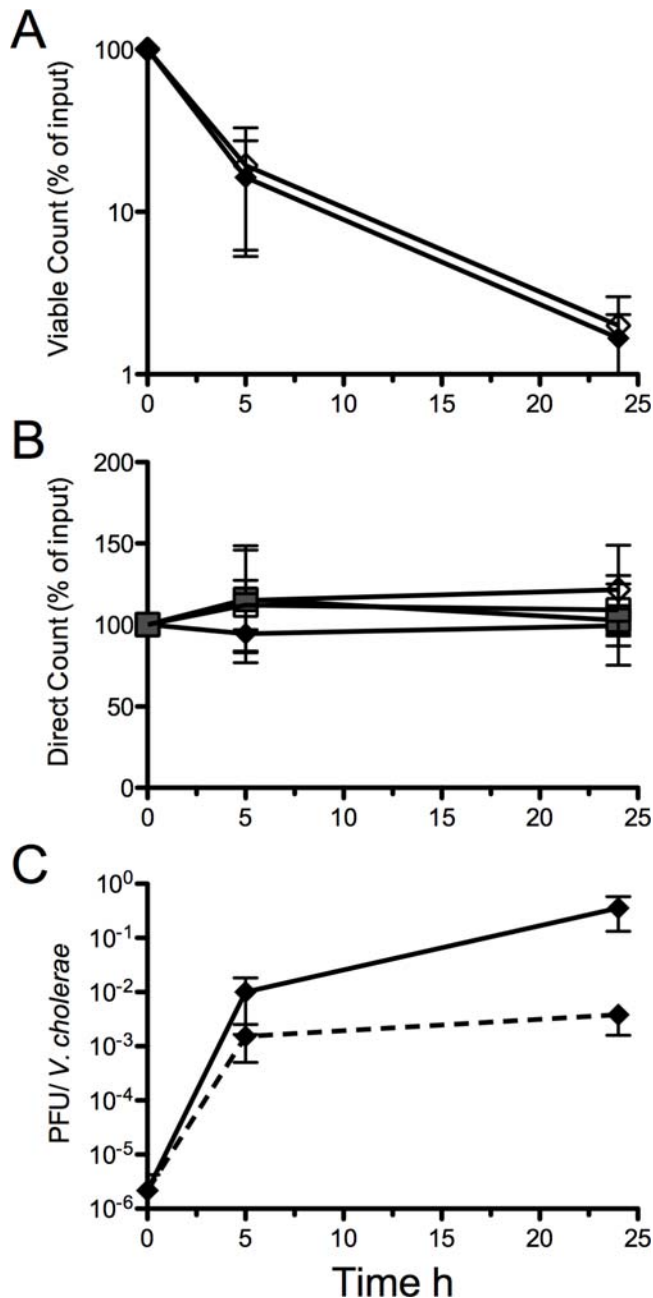 A
Viable Count (% of input)
100
10
1
0 5 10 15 20 25
B
Direct Count (% of input)
200
150
100
50
0
0 5 10 15 20 25
C
PFU/ V. cholerae
10⁰
10⁻¹
10⁻²
10⁻³
10⁻⁴
10⁻⁵
10⁻⁶
0 5 10 15 20 25
Time h